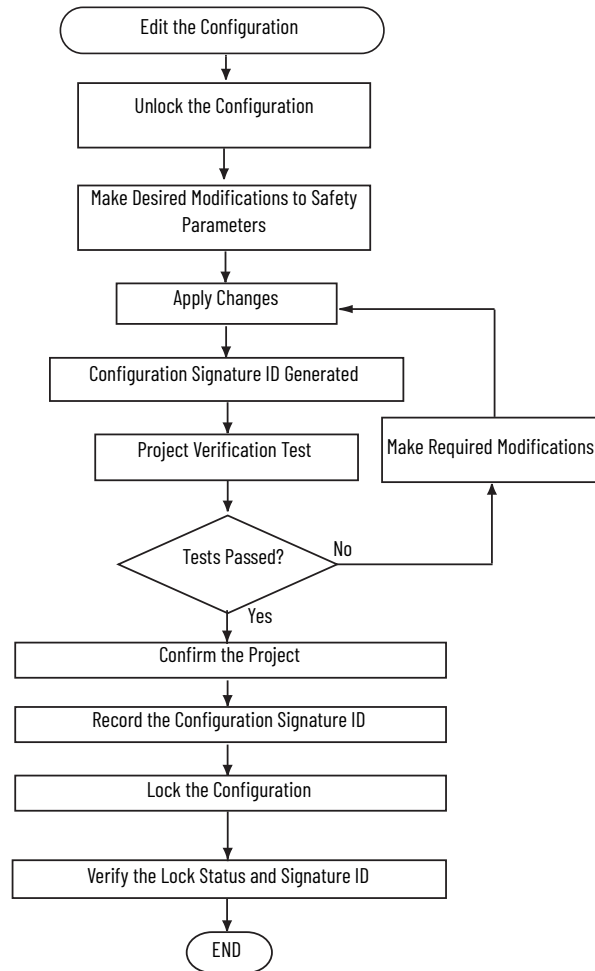 Edit the Configuration
Unlock the Configuration
Make Desired Modifications to Safety
Parameters
Apply Changes
Configuration Signature ID Generated
Project Verification Test
Make Required Modifications
Tests Passed?
No
Yes
Confirm the Project
Record the Configuration Signature ID
Lock the Configuration
Verify the Lock Status and Signature ID
END